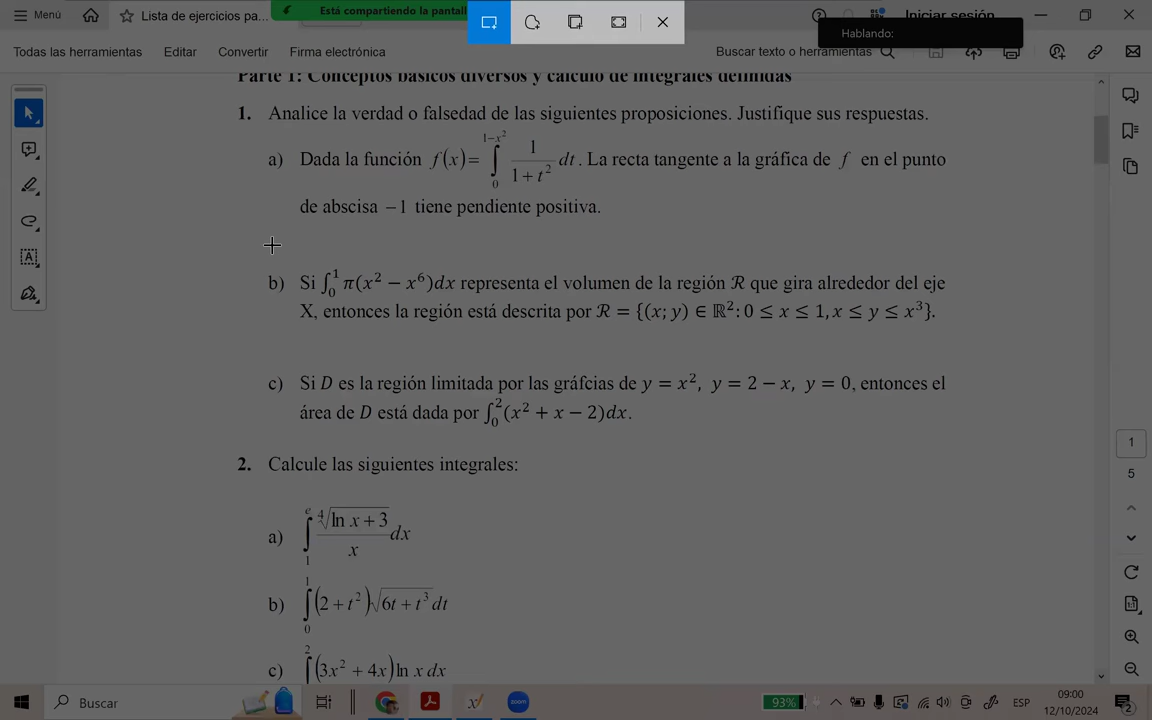 Menú
Lista de ejercicios pa...
Está compartiendo la pantall
Iniciar sesión
Hablando:
Todas las herramientas Editar Convertir Firma electrónica
Buscar texto o herramientas
Parte 1: Conceptos básicos diversos y cálculo de integrales definidas
1. Analice la verdad o falsedad de las siguientes proposiciones. Justifique sus respuestas.
a) Dada la función f(x)= ∫₀^(1−x²) 1/(1+t²) dt. La recta tangente a la gráfica de f en el punto
de abscisa −1 tiene pendiente positiva.
b) Si ∫₀¹ π(x² − x⁶)dx representa el volumen de la región ℛ que gira alrededor del eje
X, entonces la región está descrita por ℛ = {(x; y) ∈ ℝ²: 0 ≤ x ≤ 1, x ≤ y ≤ x³}.
c) Si D es la región limitada por las gráfcias de y = x², y = 2 − x, y = 0, entonces el
área de D está dada por ∫₀²(x² + x − 2)dx.
2. Calcule las siguientes integrales:
a) ∫₁^e ⁴√(ln x + 3)/x dx
b) ∫₀¹ (2 + t²)√(6t + t³) dt
c) ∫² (3x² + 4x) ln x dx
1
5
Buscar
zoom
93%
ESP
09:00
12/10/2024
2